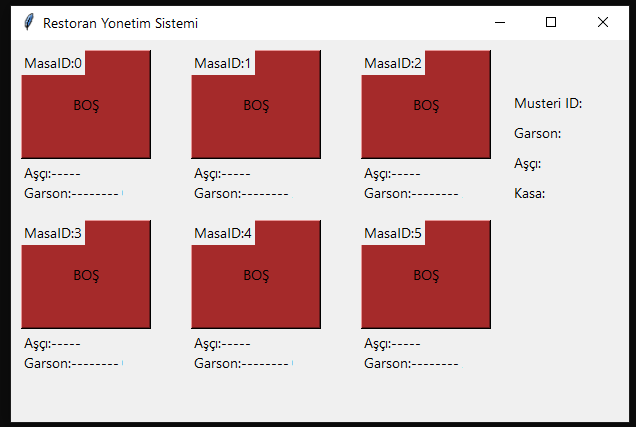 Restoran Yonetim Sistemi
MasaID:0
BOŞ
Aşçı:-----
Garson:--------
MasaID:1
BOŞ
Aşçı:-----
Garson:--------
MasaID:2
BOŞ
Aşçı:-----
Garson:--------
Musteri ID:
Garson:
Aşçı:
Kasa:
MasaID:3
BOŞ
Aşçı:-----
Garson:--------
MasaID:4
BOŞ
Aşçı:-----
Garson:--------
MasaID:5
BOŞ
Aşçı:-----
Garson:--------